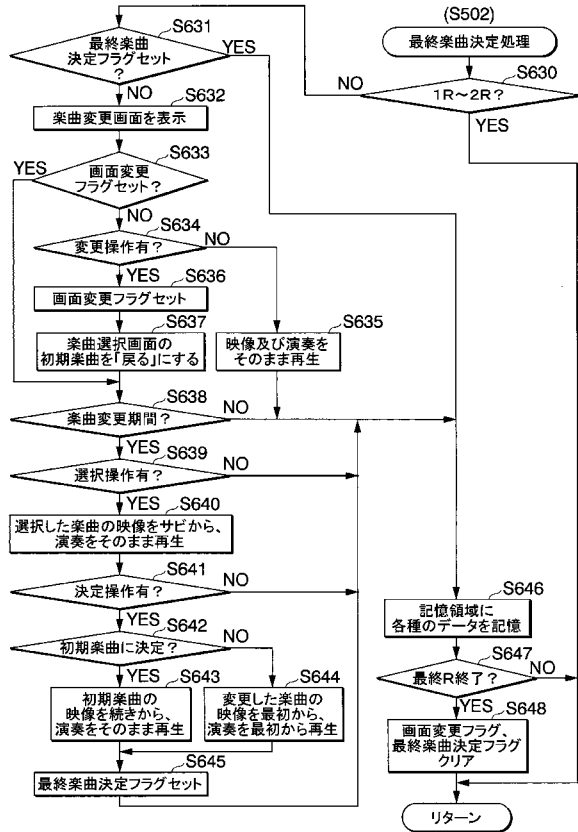 (S502)
最終楽曲決定処理
S630
1R～2R？
NO
YES
S631
最終楽曲
決定フラグセット
？
YES
NO
S632
楽曲変更画面を表示
S633
画面変更
フラグセット？
YES
NO
S634
変更操作有？
NO
YES
S636
画面変更フラグセット
S637
楽曲選択画面の
初期楽曲を「戻る」にする
S635
映像及び演奏を
そのまま再生
S638
楽曲変更期間？
NO
YES
S639
選択操作有？
NO
YES
S640
選択した楽曲の映像をサビから、
演奏をそのまま再生
S641
決定操作有？
NO
YES
S642
初期楽曲に決定？
NO
YES
S643
初期楽曲の
映像を続きから、
演奏をそのまま再生
S644
変更した楽曲の
映像を最初から、
演奏を最初から再生
S645
最終楽曲決定フラグセット
S646
記憶領域に
各種のデータを記憶
S647
最終R終了？
NO
YES
S648
画面変更フラグ、
最終楽曲決定フラグ
クリア
リターン